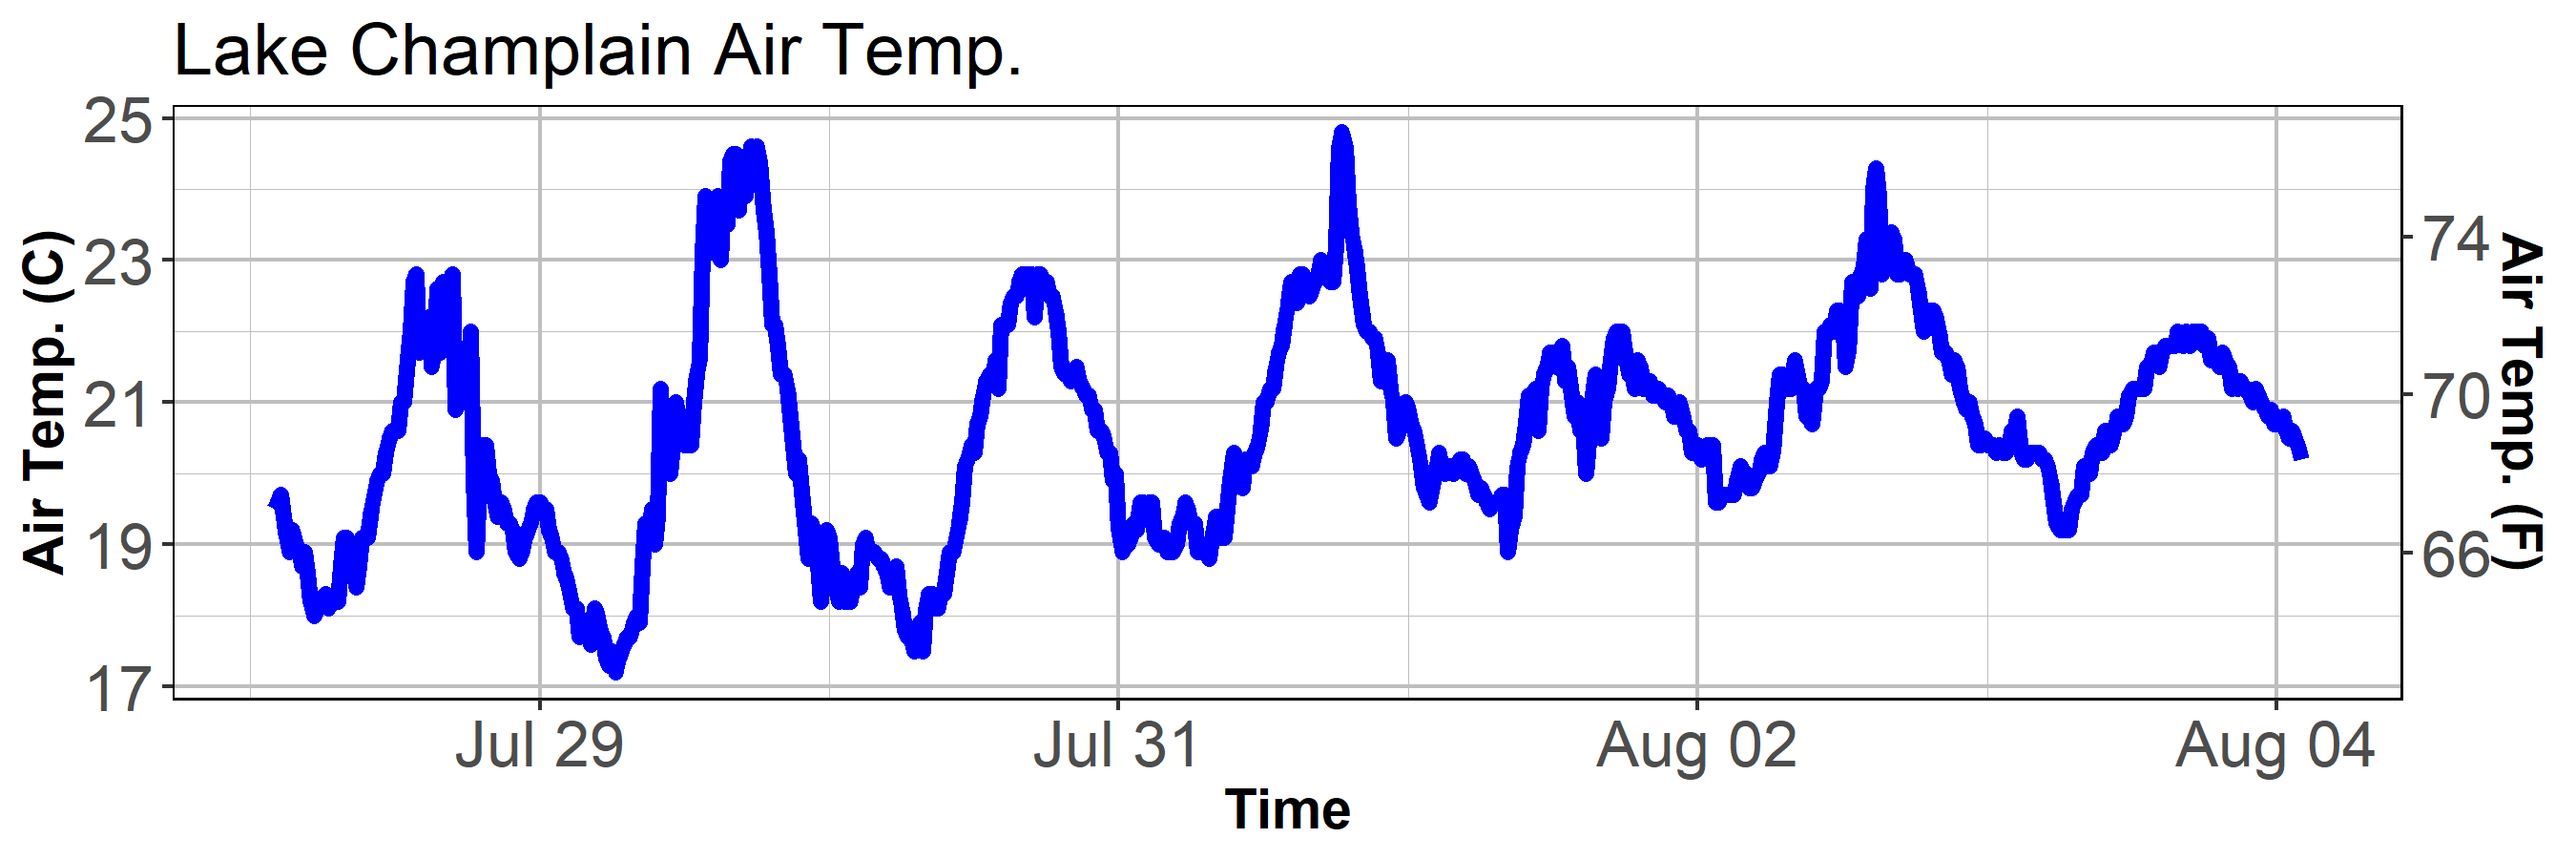 Lake Champlain Air Temp.
25
23
21
19
17
Air Temp. (C)
74
70
66
Air Temp. (F)
Jul 29
Jul 31
Aug 02
Aug 04
Time